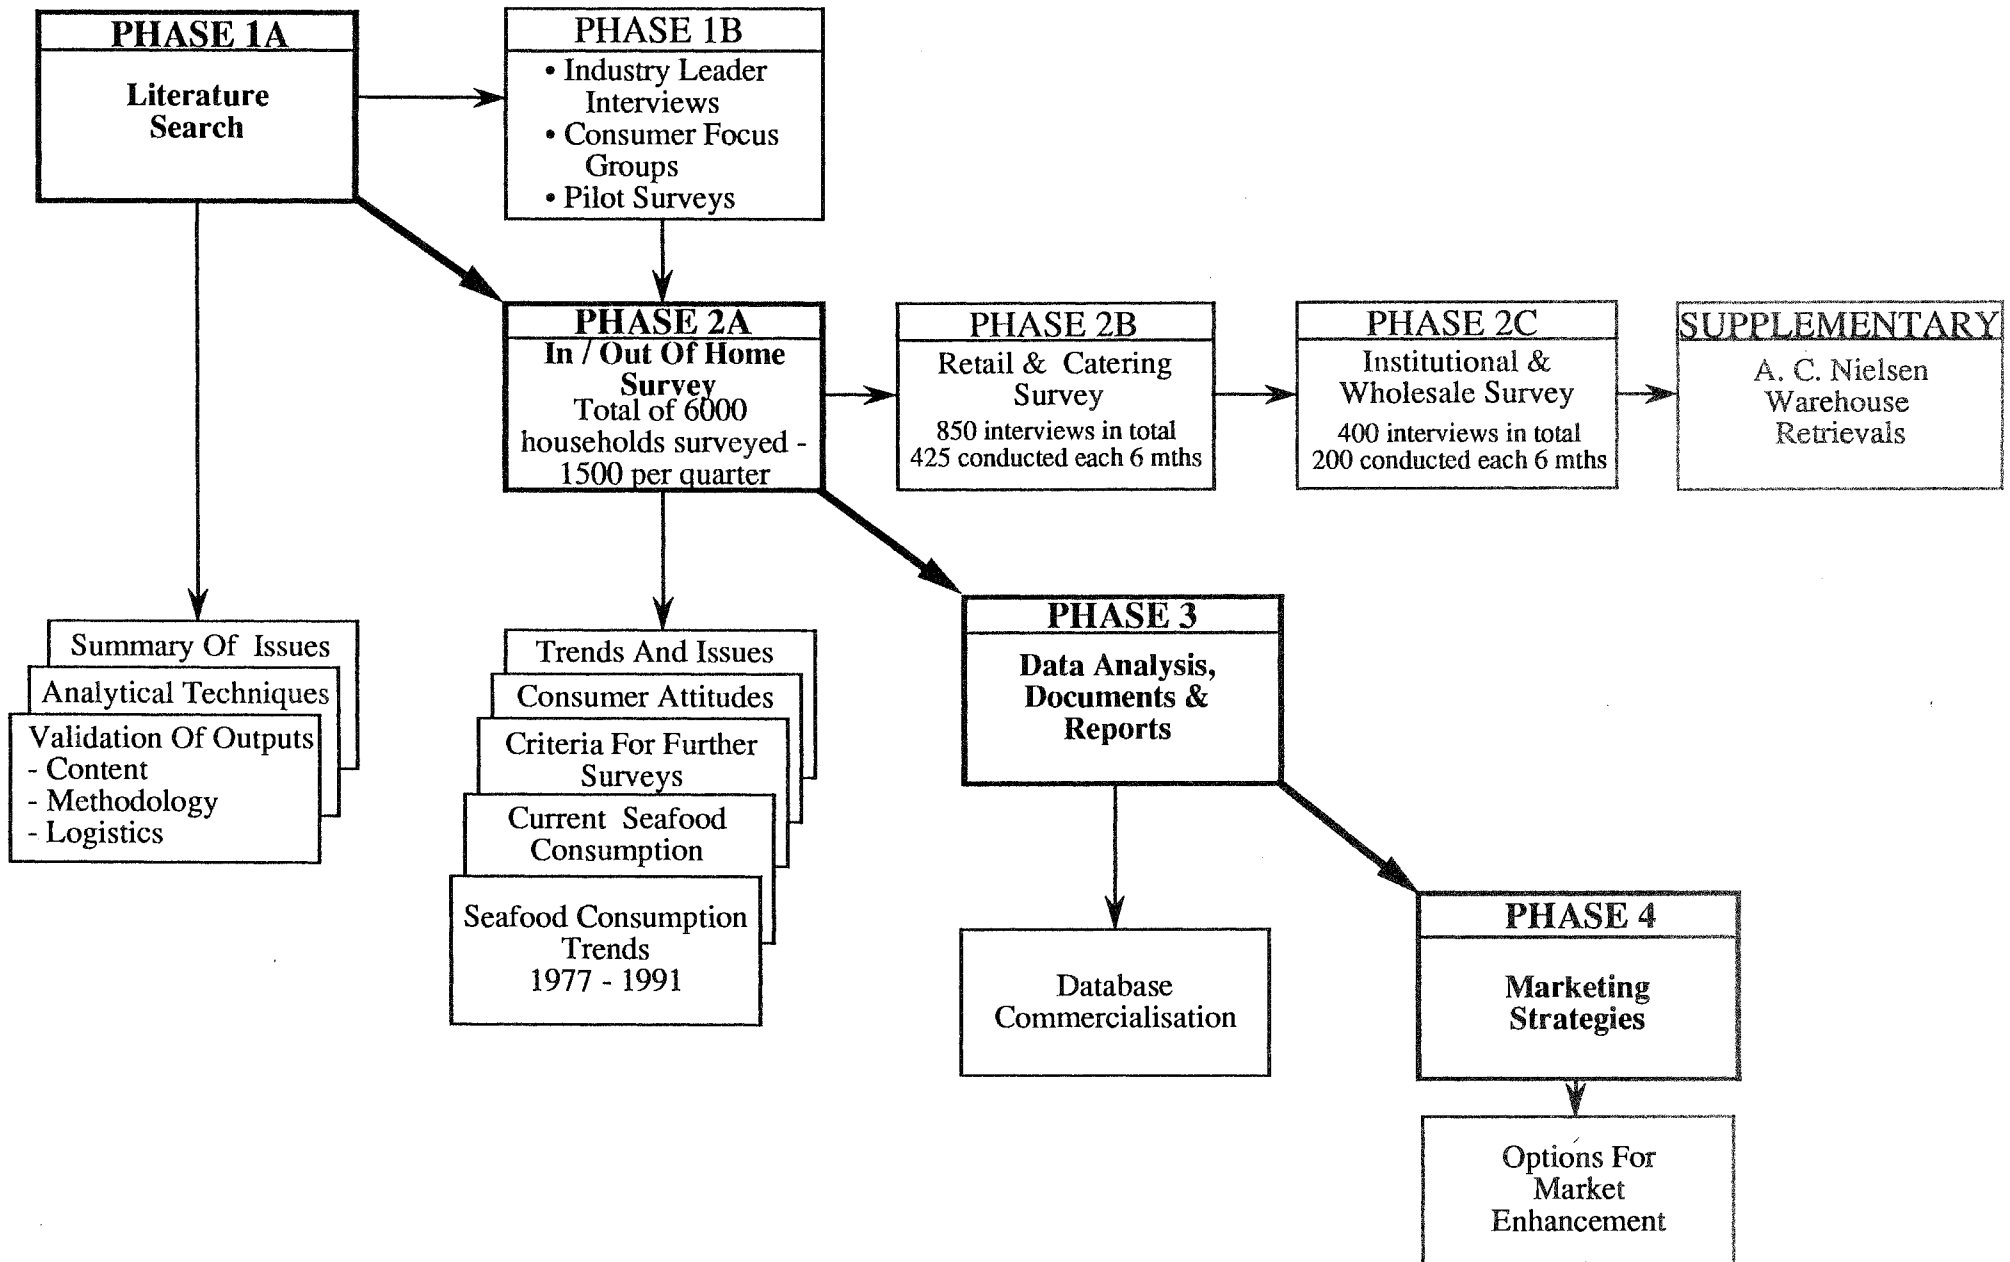 PHASE 1A
Literature
Search
PHASE 1B
• Industry Leader
Interviews
• Consumer Focus
Groups
• Pilot Surveys
PHASE 2A
In / Out Of Home
Survey
Total of 6000
households surveyed -
1500 per quarter
PHASE 2B
Retail & Catering
Survey
850 interviews in total
425 conducted each 6 mths
PHASE 2C
Institutional &
Wholesale Survey
400 interviews in total
200 conducted each 6 mths
SUPPLEMENTARY
A. C. Nielsen
Warehouse
Retrievals
Summary Of Issues
Analytical Techniques
Validation Of Outputs
- Content
- Methodology
- Logistics
Trends And Issues
Consumer Attitudes
Criteria For Further
Surveys
Current Seafood
Consumption
Seafood Consumption
Trends
1977 - 1991
PHASE 3
Data Analysis,
Documents &
Reports
Database
Commercialisation
PHASE 4
Marketing
Strategies
Options For
Market
Enhancement